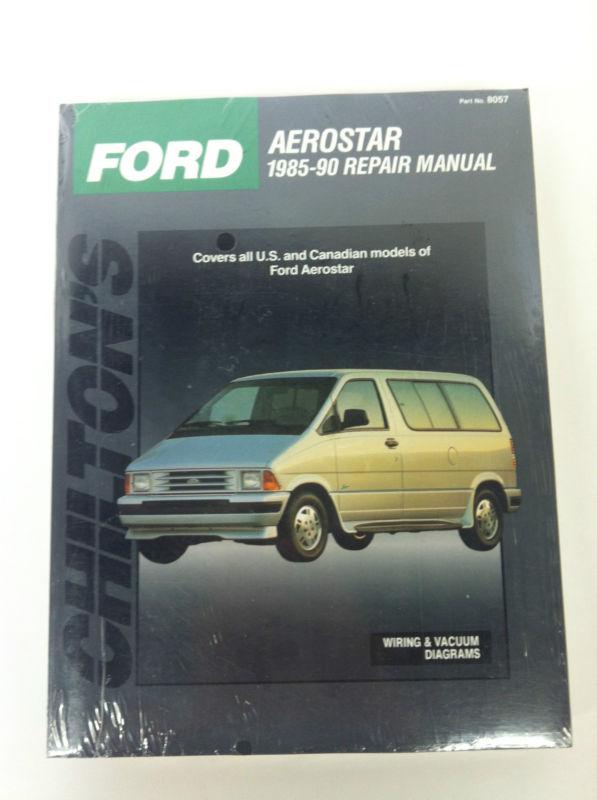 Part No. 8057
FORD
AEROSTAR
1985-90 REPAIR MANUAL
CHILTON'S
Covers all U.S. and Canadian models of
Ford Aerostar
WIRING & VACUUM
DIAGRAMS